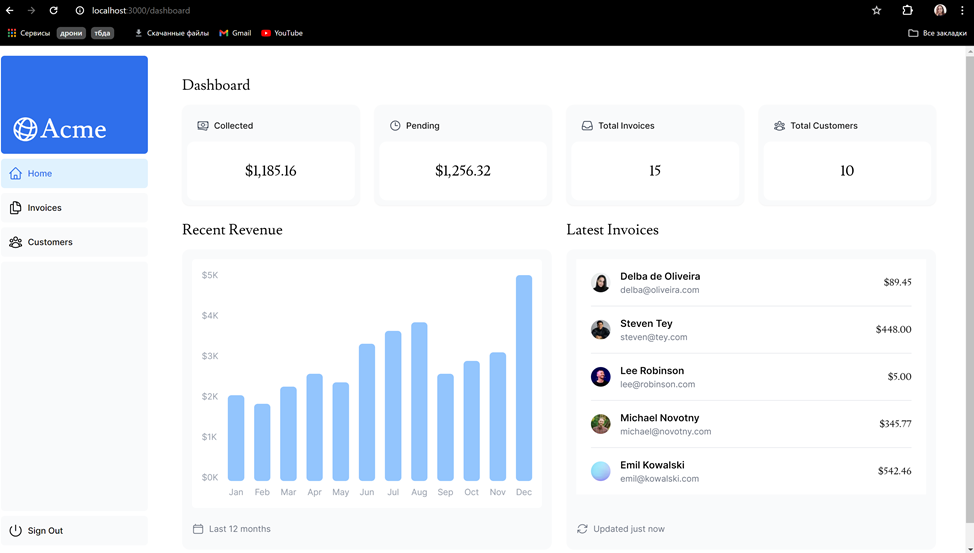 localhost:3000/dashboard
Сервисы дрони тбда Скачанные файлы Gmail YouTube Все закладки
Acme
Home
Invoices
Customers
Sign Out
Dashboard
Collected
$1,185.16
Pending
$1,256.32
Total Invoices
15
Total Customers
10
Recent Revenue
$5K
$4K
$3K
$2K
$1K
$0K
Jan Feb Mar Apr May Jun Jul Aug Sep Oct Nov Dec
Last 12 months
Latest Invoices
Delba de Oliveira
delba@oliveira.com
$89.45
Steven Tey
steven@tey.com
$448.00
Lee Robinson
lee@robinson.com
$5.00
Michael Novotny
michael@novotny.com
$345.77
Emil Kowalski
emil@kowalski.com
$542.46
Updated just now